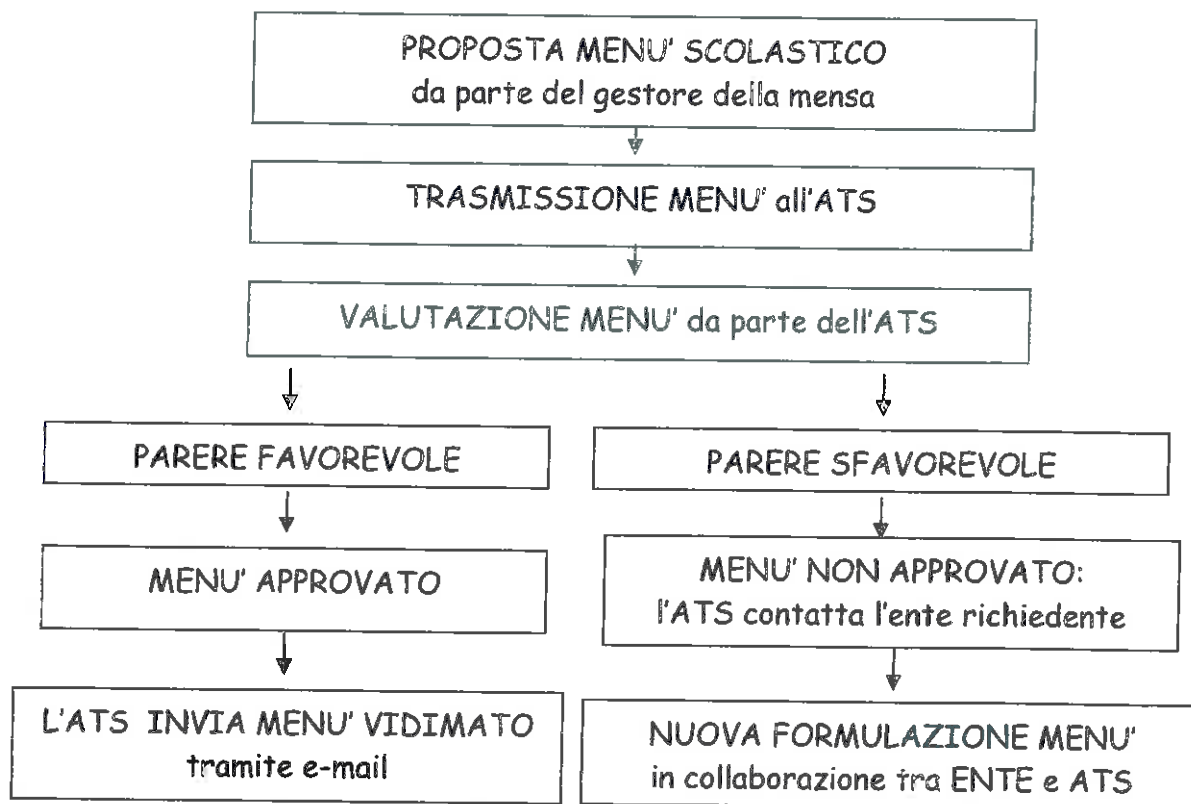 PROPOSTA MENU' SCOLASTICO
da parte del gestore della mensa
TRASMISSIONE MENU' all'ATS
VALUTAZIONE MENU' da parte dell'ATS
PARERE FAVOREVOLE
PARERE SFAVOREVOLE
MENU' APPROVATO
MENU' NON APPROVATO:
l'ATS contatta l'ente richiedente
L'ATS INVIA MENU' VIDIMATO
tramite e-mail
NUOVA FORMULAZIONE MENU'
in collaborazione tra ENTE e ATS